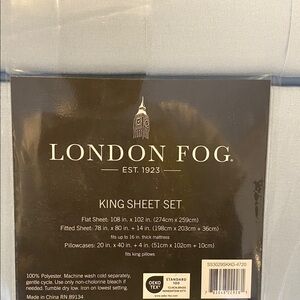 LONDON FOG®
EST. 1923
KING SHEET SET
Flat Sheet: 108 in. x 102 in. (274cm x 259cm)
Fitted Sheet: 78 in. x 80 in. + 14 in. (198cm x 203cm + 36cm)
fits up to 16 in. thick mattress
Pillowcases: 20 in. x 40 in. + 4 in. (51cm x 102cm + 10cm)
fits king pillows
100% Polyester. Machine wash cold separately,
gentle cycle. Use only non-chlorine bleach if
needed. Tumble dry low. Iron on lowest setting.
Made in China RN 89134
OEKO
TEX®
STANDARD
100